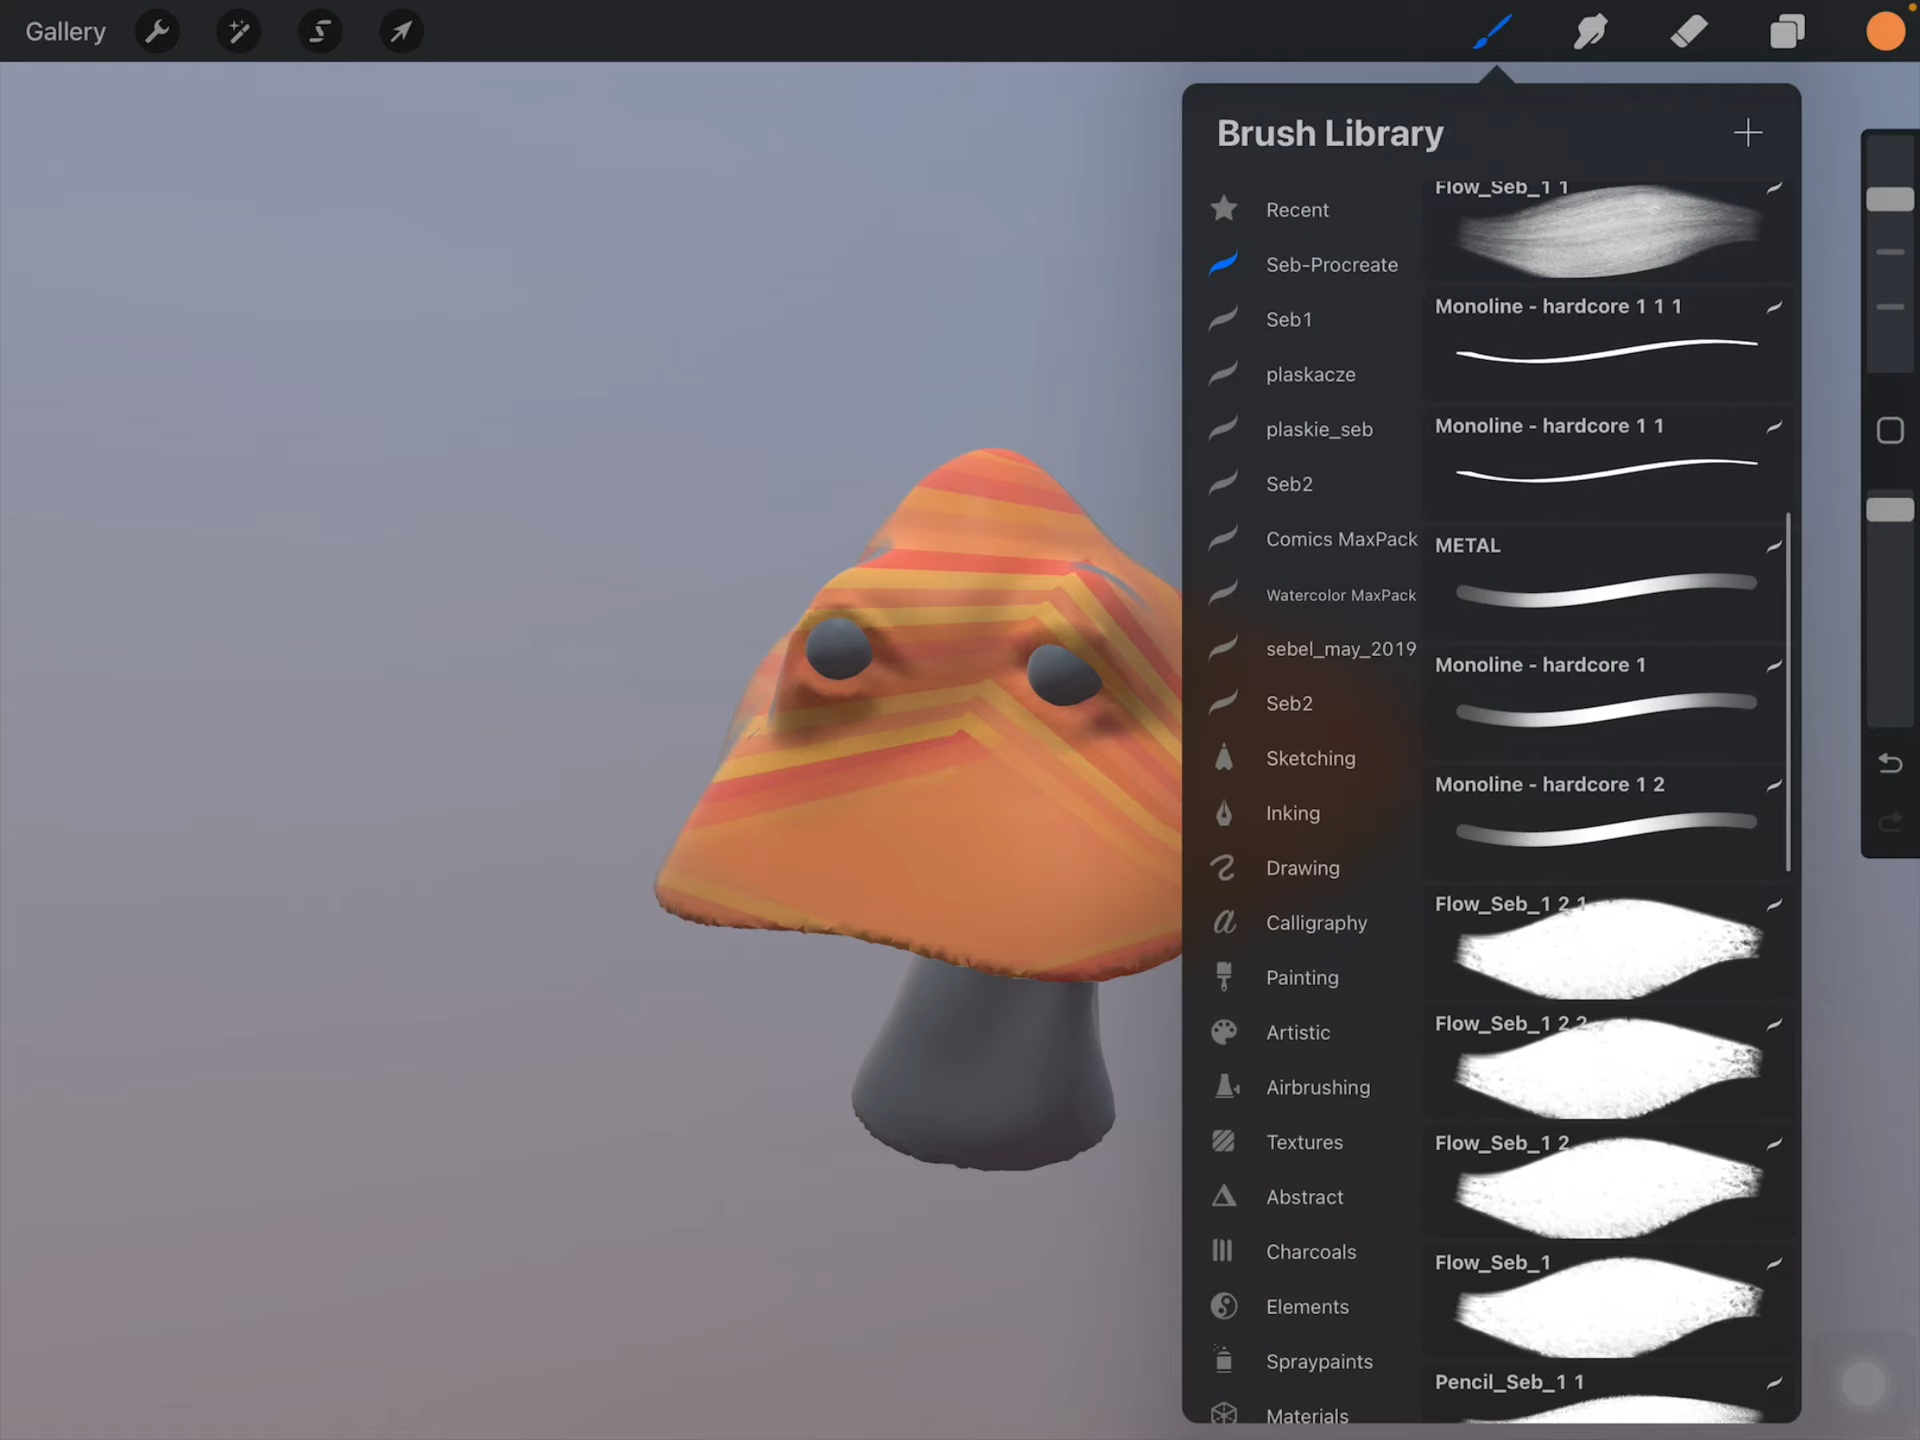 Gallery
Brush Library
Recent
Seb-Procreate
Seb1
plaskacze
plaskie_seb
Seb2
Comics MaxPack
Watercolor MaxPack
sebel_may_2019
Seb2
Sketching
Inking
Drawing
Calligraphy
Painting
Artistic
Airbrushing
Textures
Abstract
Charcoals
Elements
Spraypaints
Materials
Flow_Seb_1 1
Monoline - hardcore 1 1 1
Monoline - hardcore 1 1
METAL
Monoline - hardcore 1
Monoline - hardcore 1 2
Flow_Seb_1 2 1
Flow_Seb_1 2 2
Flow_Seb_1 2
Flow_Seb_1
Pencil_Seb_1 1